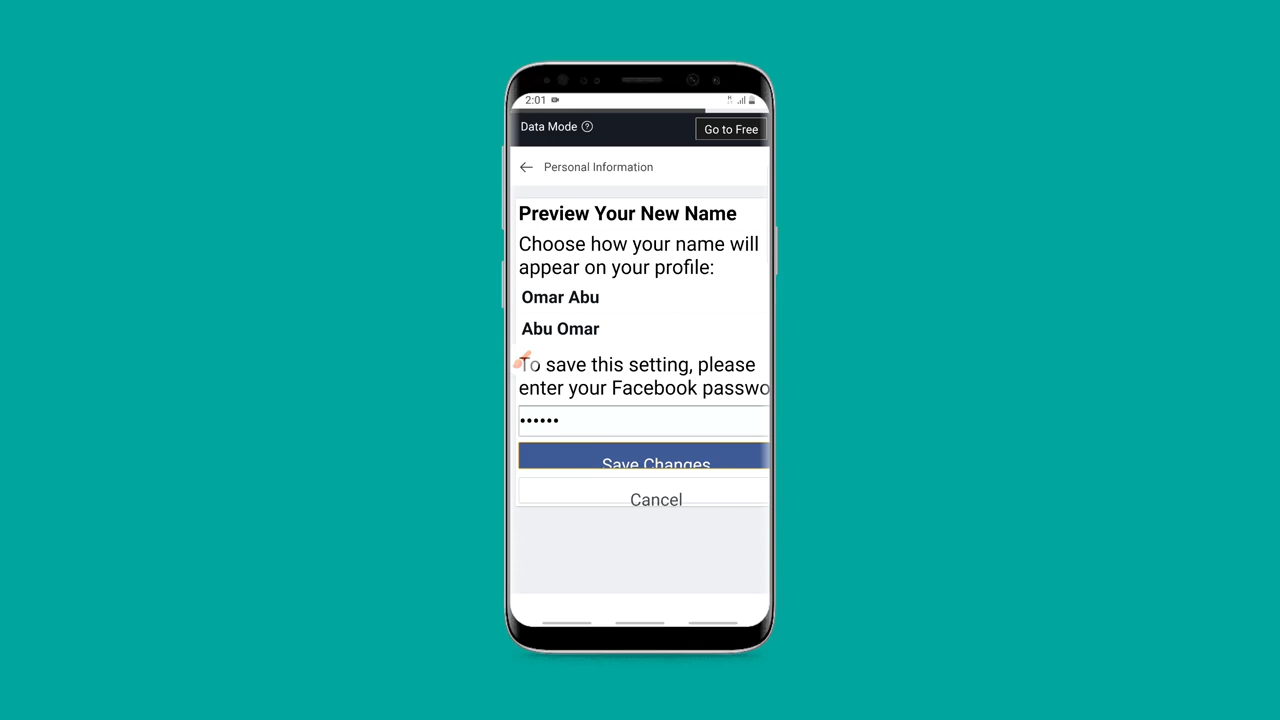 2:01
Data Mode
Go to Free
Personal Information
Preview Your New Name
Choose how your name will
appear on your profile:
Omar Abu
Abu Omar
To save this setting, please
enter your Facebook passwo
••••••
Save Changes
Cancel